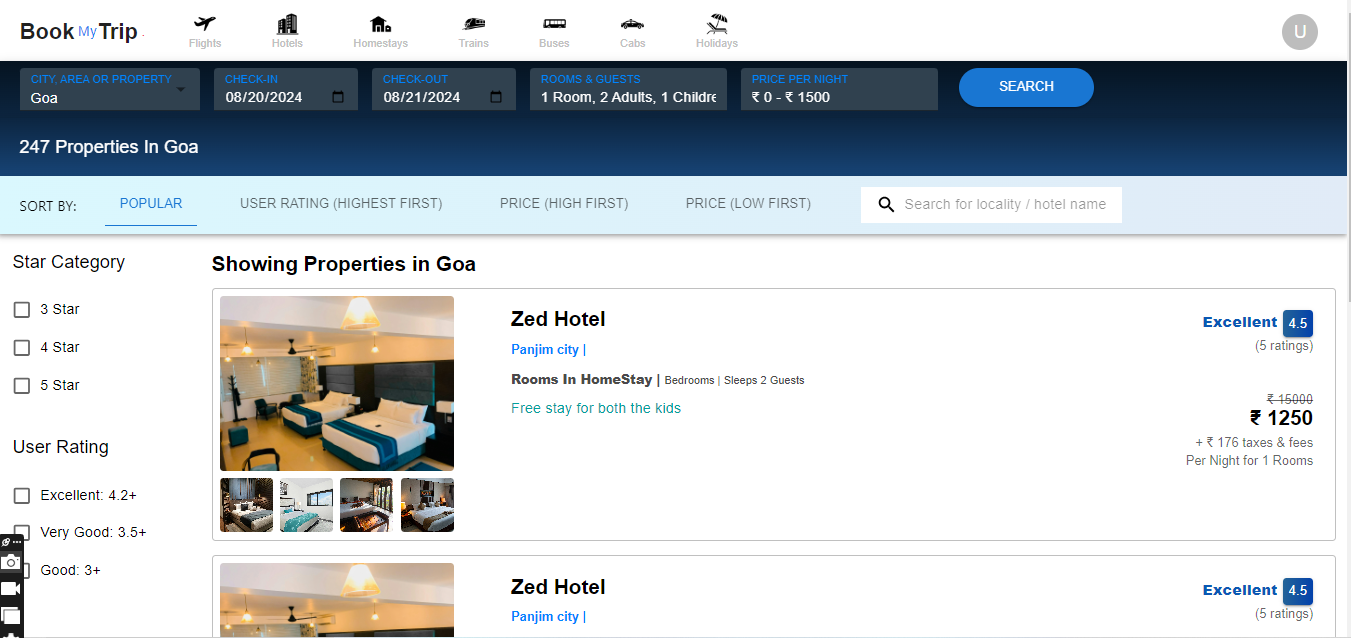 Book My Trip .
Flights
Hotels
Homestays
Trains
Buses
Cabs
Holidays
U
CITY, AREA OR PROPERTY
Goa
CHECK-IN
08/20/2024
CHECK-OUT
08/21/2024
ROOMS & GUESTS
1 Room, 2 Adults, 1 Childre
PRICE PER NIGHT
₹ 0 - ₹ 1500
SEARCH
247 Properties In Goa
SORT BY:
POPULAR
USER RATING (HIGHEST FIRST)
PRICE (HIGH FIRST)
PRICE (LOW FIRST)
Search for locality / hotel name
Star Category
3 Star
4 Star
5 Star
User Rating
Excellent: 4.2+
Very Good: 3.5+
Good: 3+
Showing Properties in Goa
Zed Hotel
Panjim city |
Rooms In HomeStay | Bedrooms | Sleeps 2 Guests
Free stay for both the kids
Excellent 4.5
(5 ratings)
₹ 15000
₹ 1250
+ ₹ 176 taxes & fees
Per Night for 1 Rooms
Zed Hotel
Panjim city |
Excellent 4.5
(5 ratings)